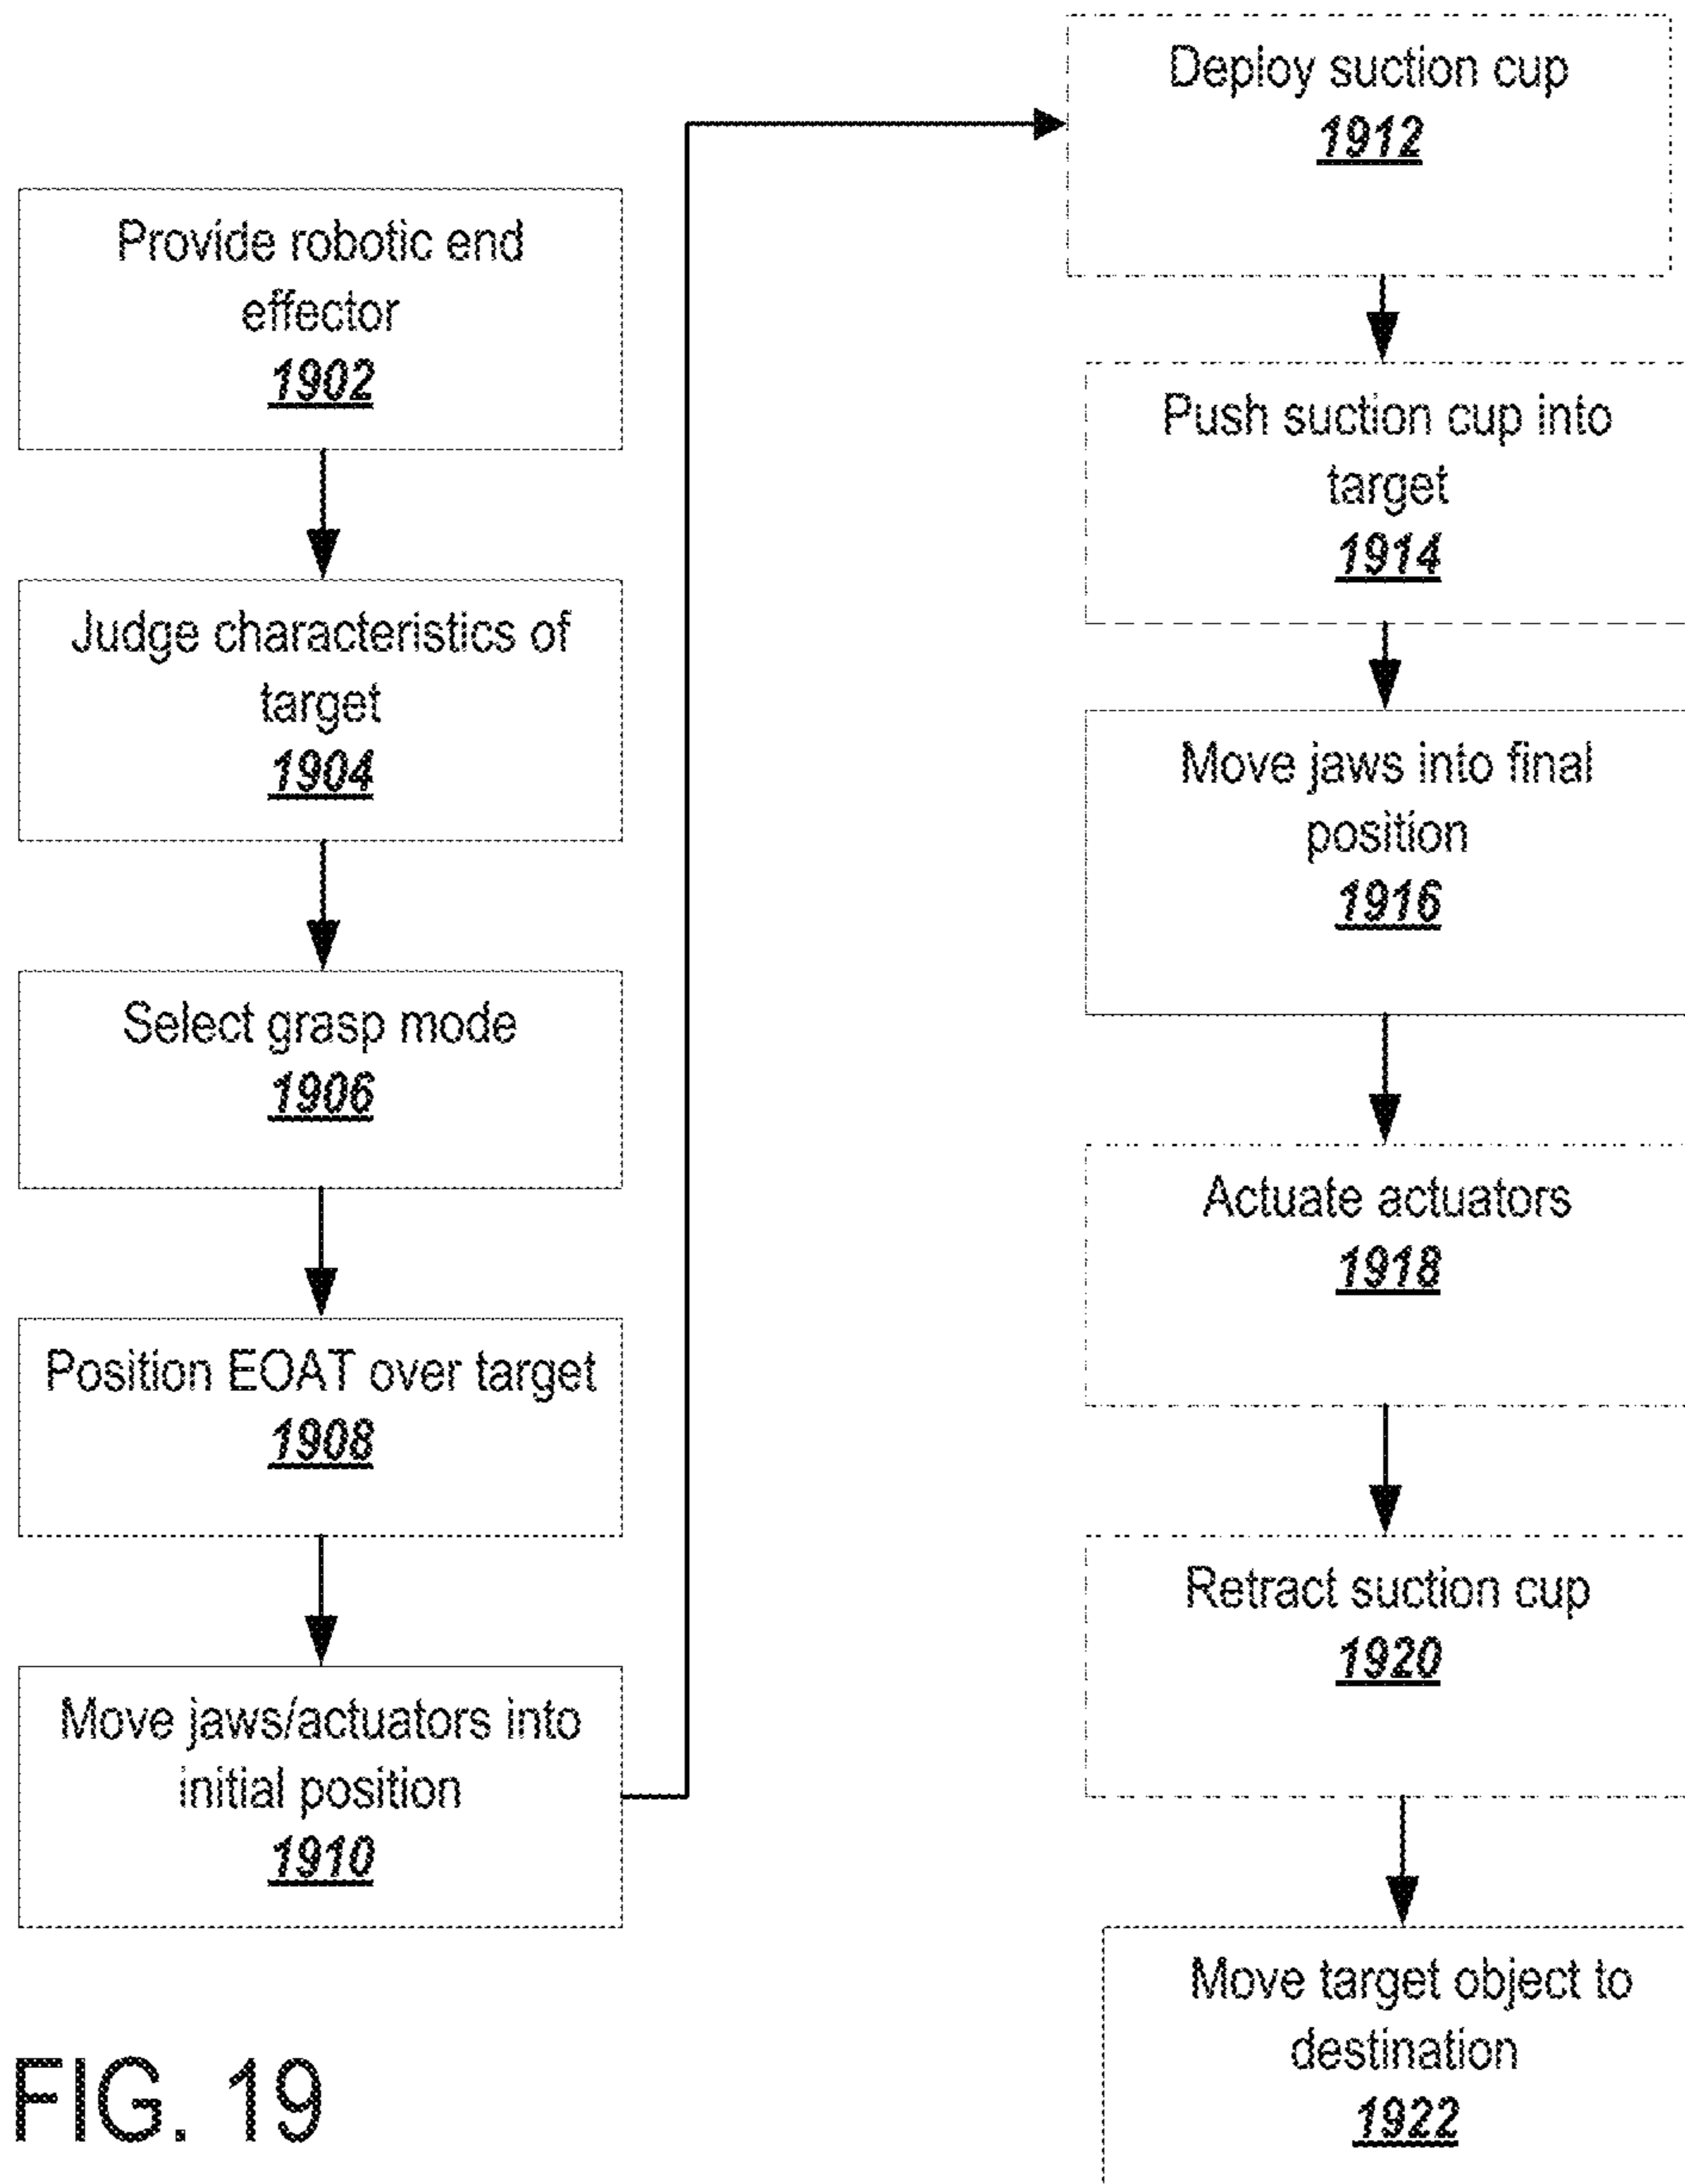 Provide robotic end
effector
1902
Judge characteristics of
target
1904
Select grasp mode
1906
Position EOAT over target
1908
Move jaws/actuators into
initial position
1910
Deploy suction cup
1912
Push suction cup into
target
1914
Move jaws into final
position
1916
Actuate actuators
1918
Retract suction cup
1920
Move target object to
destination
1922
FIG. 19